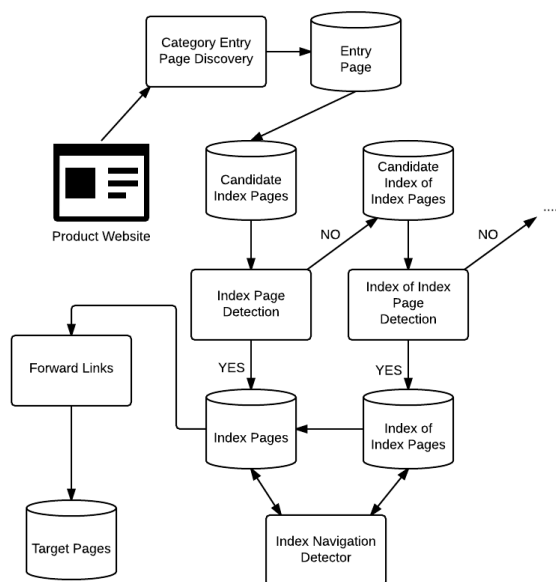 Category Entry
Page Discovery
Entry
Page
Product Website
Candidate
Index Pages
Candidate
Index of
Index Pages
NO
NO
....
Index Page
Detection
Index of Index
Page
Detection
Forward Links
YES
YES
Index Pages
Index of
Index Pages
Target Pages
Index Navigation
Detector